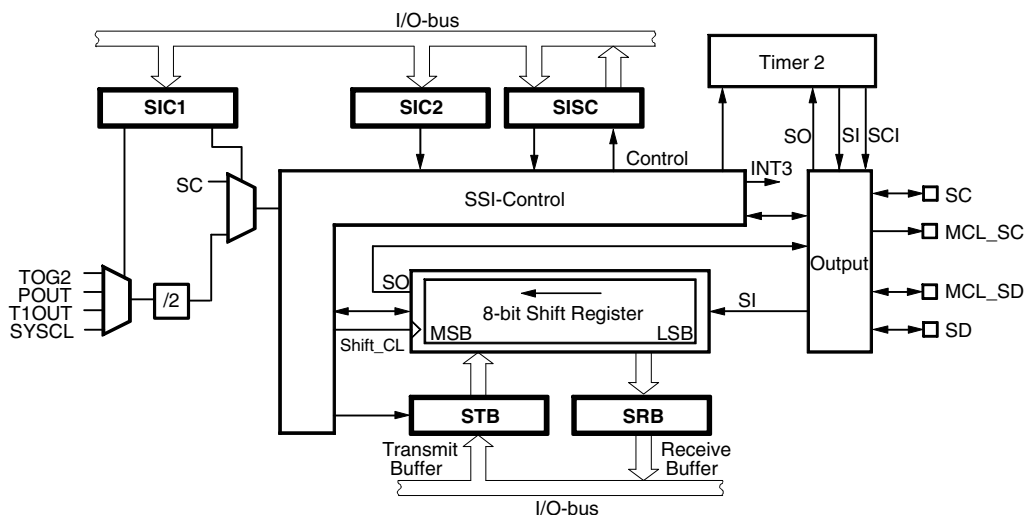 I/O-bus
Timer 2
SIC1
SIC2
SISC
SO
SI
SCI
Control
INT3
SC
SSI-Control
SC
MCL_SC
Output
TOG2
POUT
T1OUT
SYSCL
/2
SO
8-bit Shift Register
MSB
LSB
SI
MCL_SD
SD
Shift_CL
STB
SRB
Transmit
Buffer
Receive
Buffer
I/O-bus